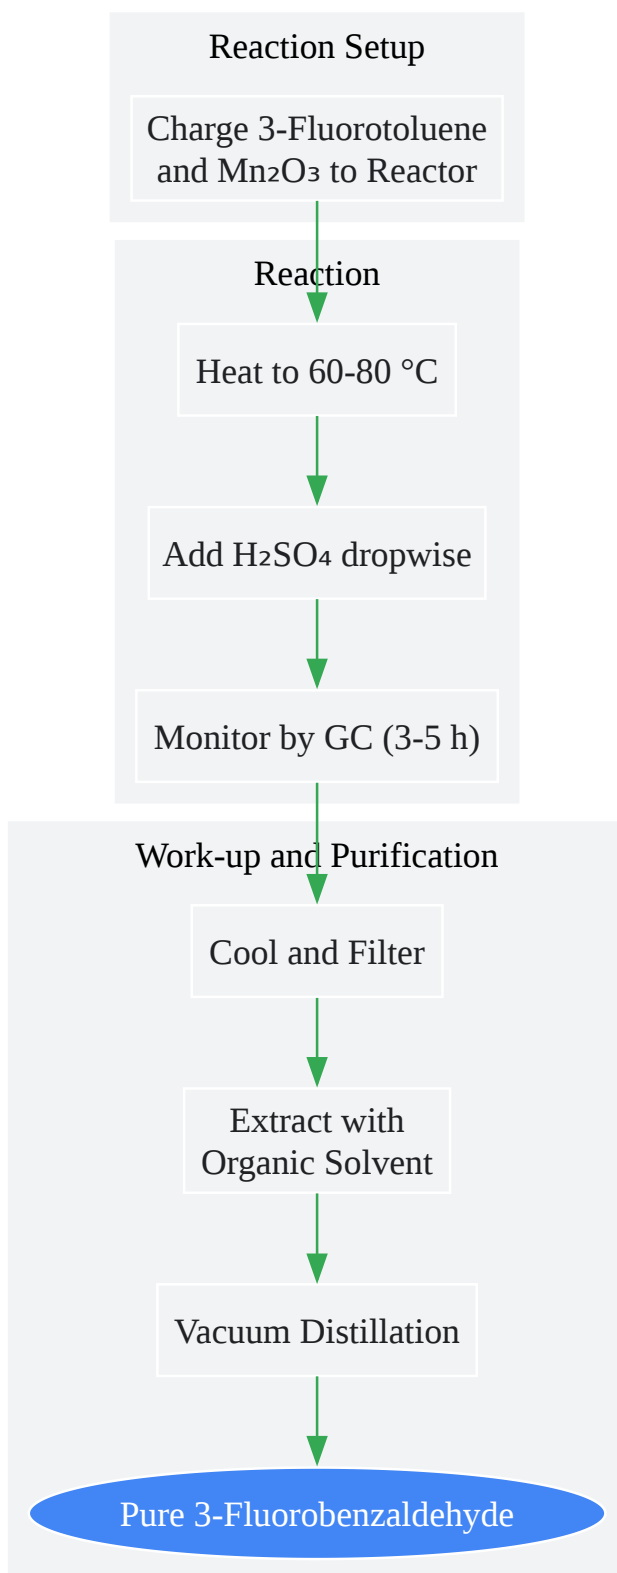 Reaction Setup
Charge 3-Fluorotoluene
and Mn₂O₃ to Reactor
Reaction
Heat to 60-80 °C
Add H₂SO₄ dropwise
Monitor by GC (3-5 h)
Work-up and Purification
Cool and Filter
Extract with
Organic Solvent
Vacuum Distillation
Pure 3-Fluorobenzaldehyde